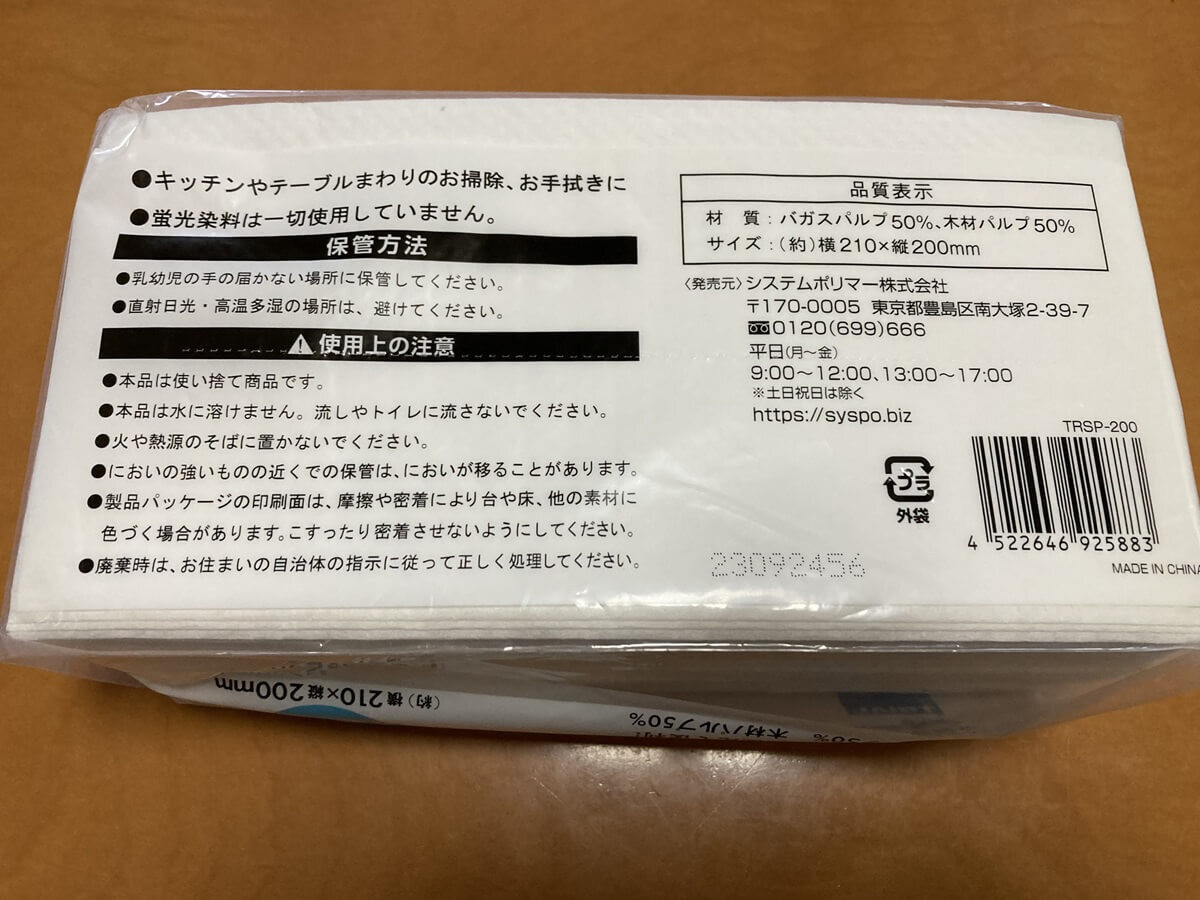 ●キッチンやテーブルまわりのお掃除、お手拭きに
●蛍光染料は一切使用していません。
保管方法
●乳幼児の手の届かない場所に保管してください。
●直射日光・高温多湿の場所は、避けてください。
⚠使用上の注意
●本品は使い捨て商品です。
●本品は水に溶けません。流しやトイレに流さないでください。
●火や熱源のそばに置かないでください。
●においの強いものの近くでの保管は、においが移ることがあります。
●製品パッケージの印刷面は、摩擦や密着により台や床、他の素材に
色づく場合があります。こすったり密着させないようにしてください。
●廃棄時は、お住まいの自治体の指示に従って正しく処理してください。
品質表示
材 質：バガスパルプ50%、木材パルプ50%
サイズ：(約)横210×縦200mm
〈発売元〉システムポリマー株式会社
〒170-0005 東京都豊島区南大塚2-39-7
0120(699)666
平日(月〜金)
9:00〜12:00、13:00〜17:00
※土日祝日は除く
https://syspo.biz
TRSP-200
プラ
外袋
4 522646 925883
MADE IN CHINA
23092456
(約)横210×縦200mm
50% 木材パルプ50%